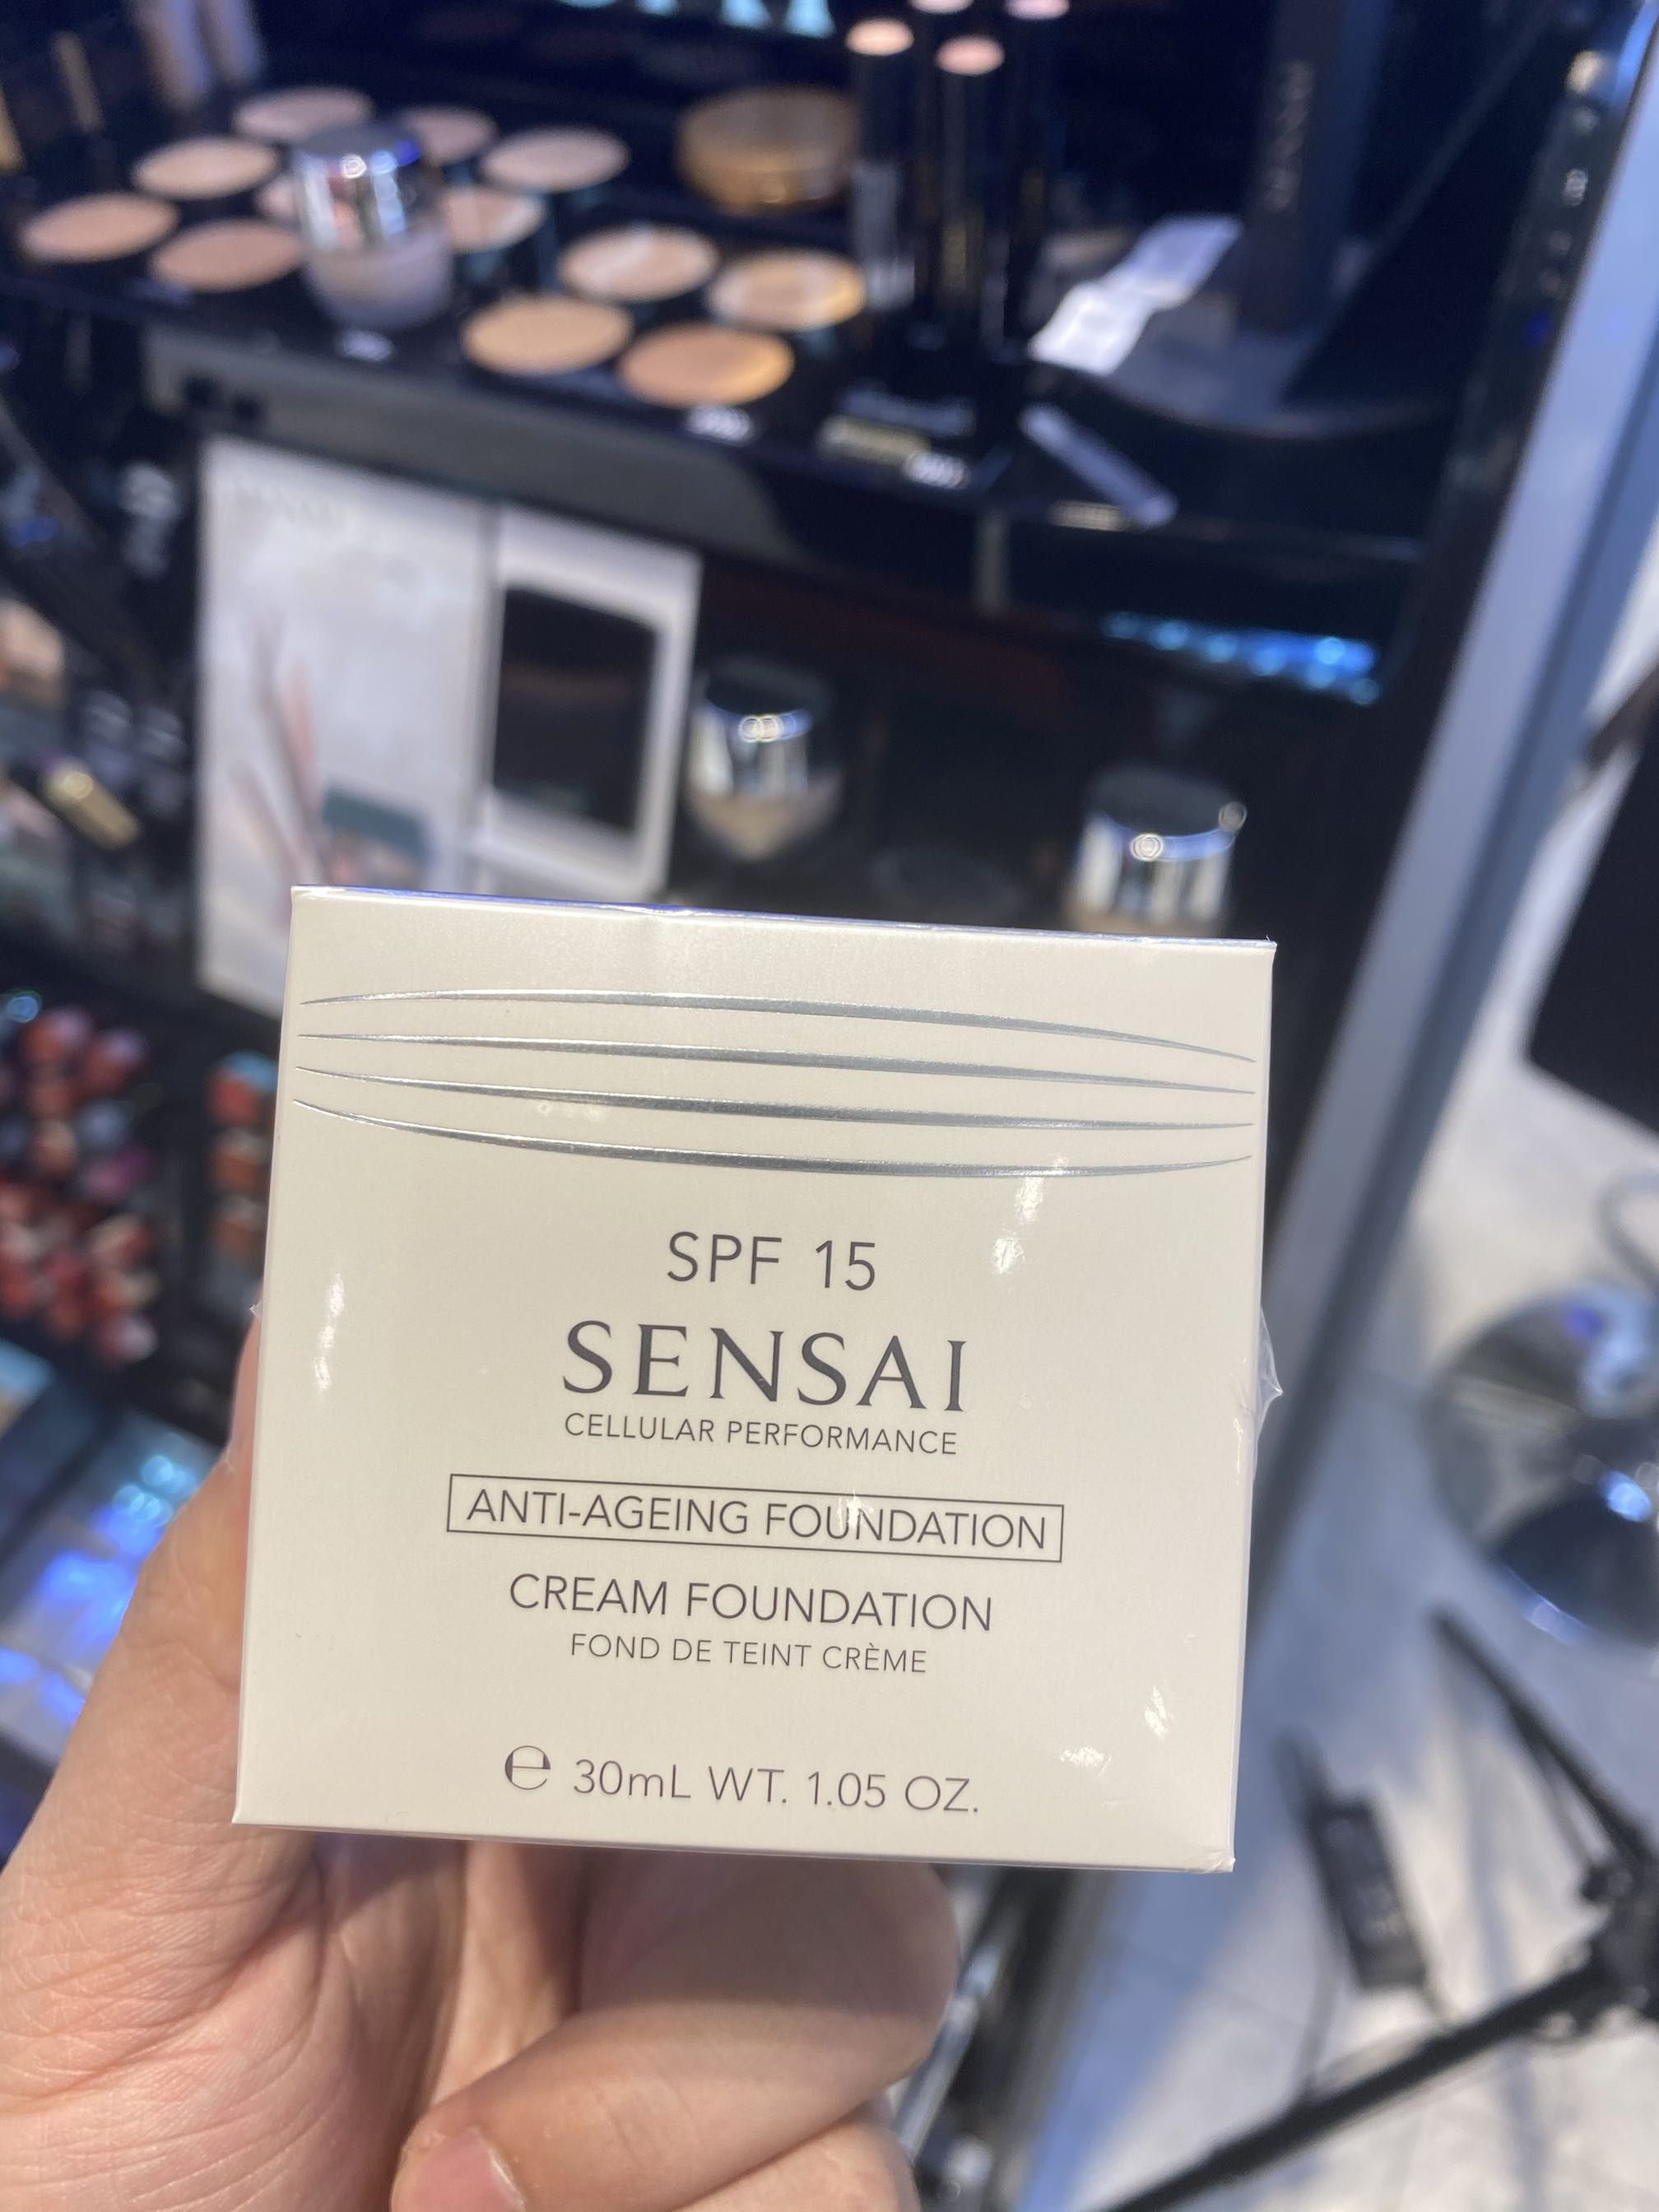 SPF 15
SENSAI
CELLULAR PERFORMANCE
ANTI-AGEING FOUNDATION
CREAM FOUNDATION
FOND DE TEINT CRÈME
℮ 30mL WT. 1.05 OZ.